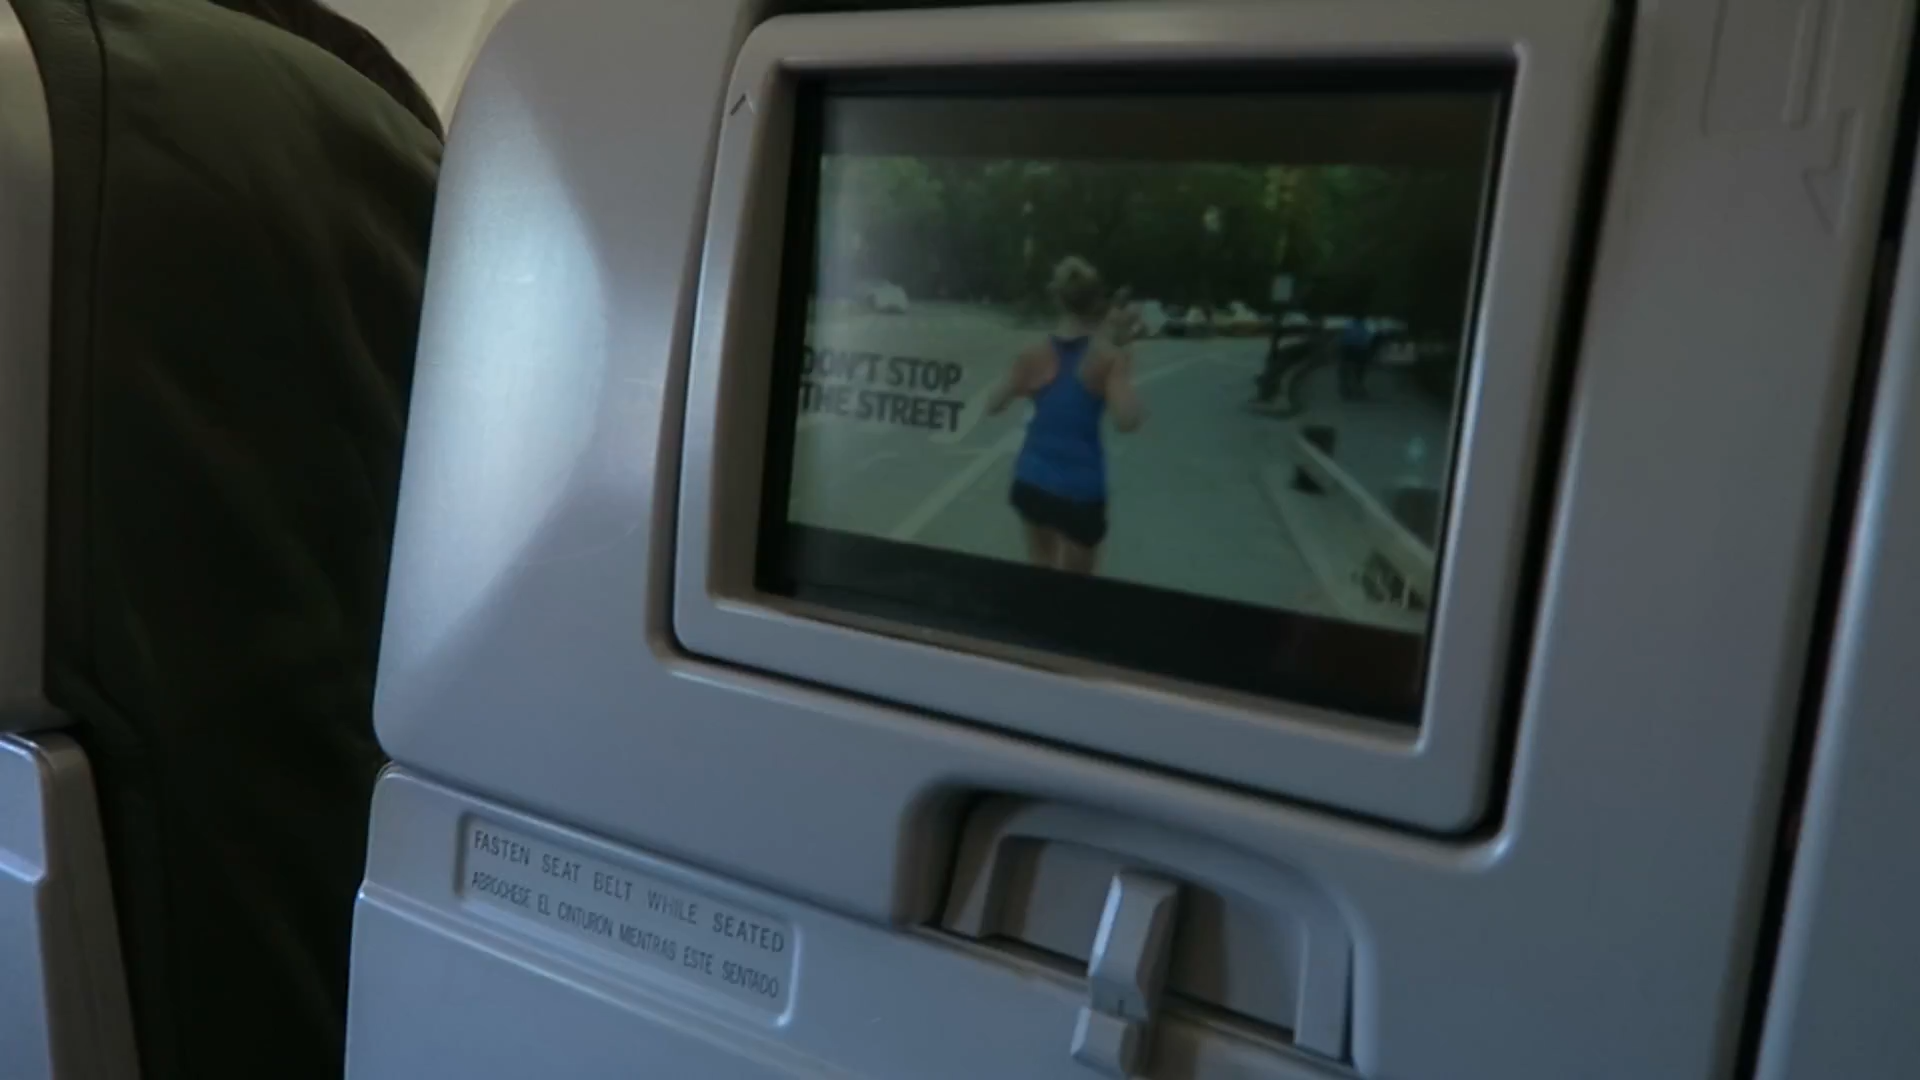 DON'T STOP
THE STREET
FASTEN SEAT BELT WHILE SEATED
ABROCHESE EL CINTURON MIENTRAS ESTE SENTADO